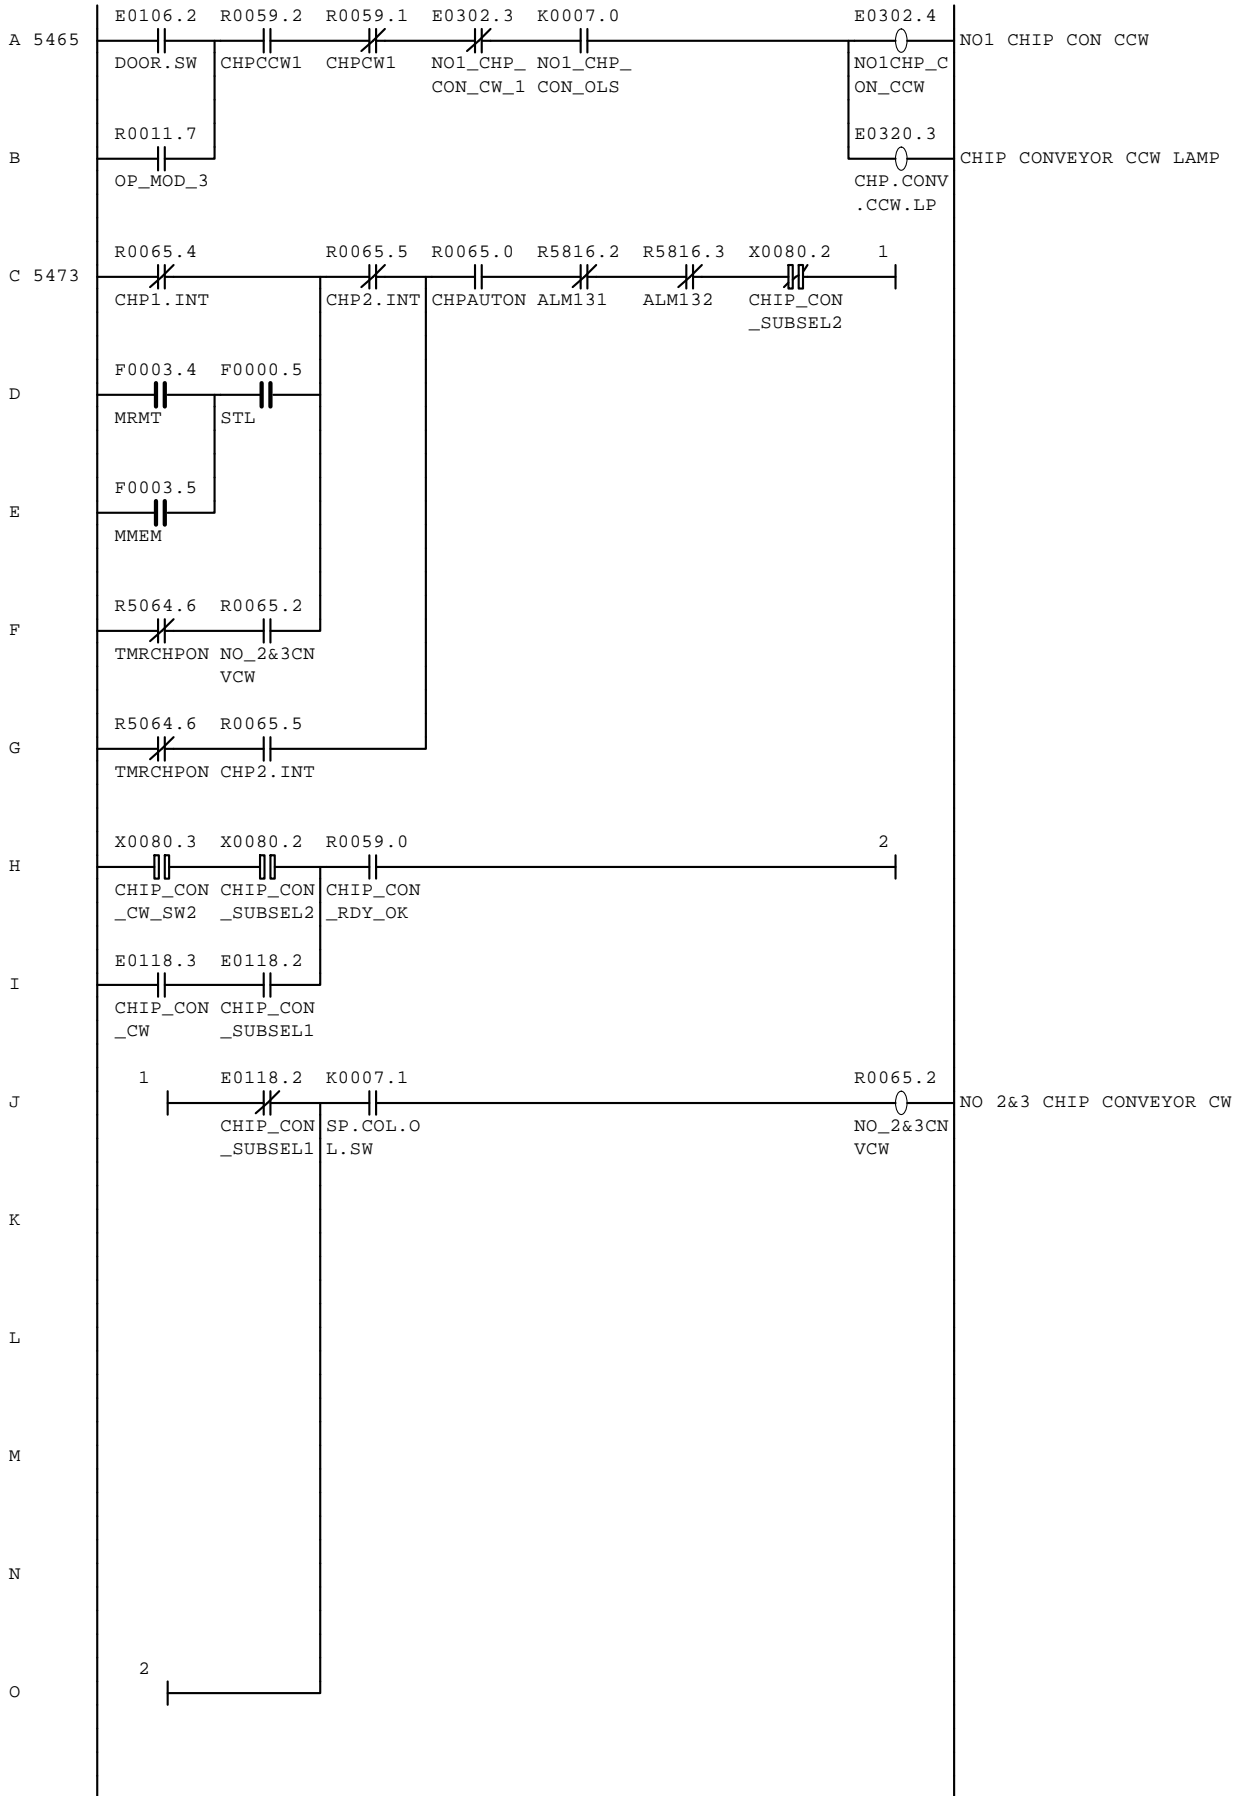 E0106.2 R0059.2 R0059.1 E0302.3 K0007.0 E0302.4
A 5465 NO1 CHIP CON CCW
DOOR.SW CHPCCW1 CHPCW1 NO1_CHP_ NO1_CHP_ NO1CHP_C
CON_CW_1 CON_OLS ON_CCW
R0011.7 E0320.3
B CHIP CONVEYOR CCW LAMP
OP_MOD_3 CHP.CONV
.CCW.LP
R0065.4 R0065.5 R0065.0 R5816.2 R5816.3 X0080.2 1
C 5473
CHP1.INT CHP2.INT CHPAUTON ALM131 ALM132 CHIP_CON
_SUBSEL2
F0003.4 F0000.5
D
MRMT STL
F0003.5
E
MMEM
R5064.6 R0065.2
F
TMRCHPON NO_2&3CN
VCW
R5064.6 R0065.5
G
TMRCHPON CHP2.INT
X0080.3 X0080.2 R0059.0 2
H
CHIP_CON CHIP_CON CHIP_CON
_CW_SW2 _SUBSEL2 _RDY_OK
E0118.3 E0118.2
I
CHIP_CON CHIP_CON
_CW _SUBSEL1
1 E0118.2 K0007.1 R0065.2
J NO 2&3 CHIP CONVEYOR CW
CHIP_CON SP.COL.O NO_2&3CN
_SUBSEL1 L.SW VCW
K
L
M
N
2
O